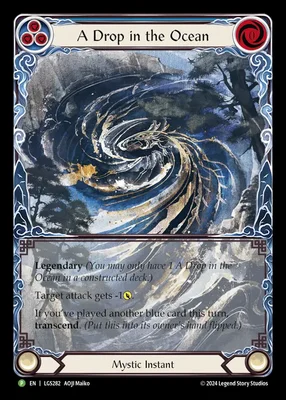 A Drop in the Ocean
Legendary (You may only have 1 A Drop in the
Ocean in a constructed deck.)
Target attack gets -1
If you've played another blue card this turn,
transcend. (Put this into its owner's hand flipped.)
Mystic Instant
P EN | LGS282 AOJI Maiko
© 2024 Legend Story Studios